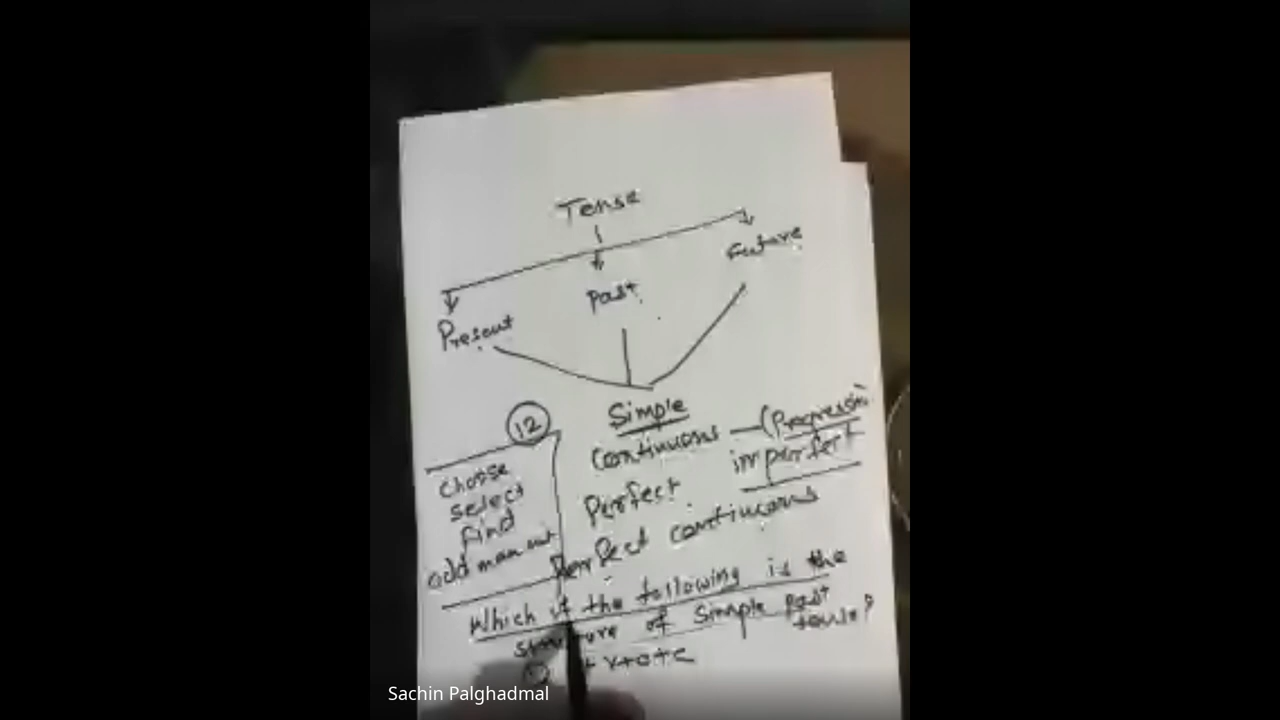 Tense
Present Past Future
Simple
Continuous — (Progressi
imperfect
Perfect
Perfect continuous
12
choose
select
find
odd man out
Which of the following is the
structure of Simple past
tense?
+ V + O + C
Sachin Palghadmal